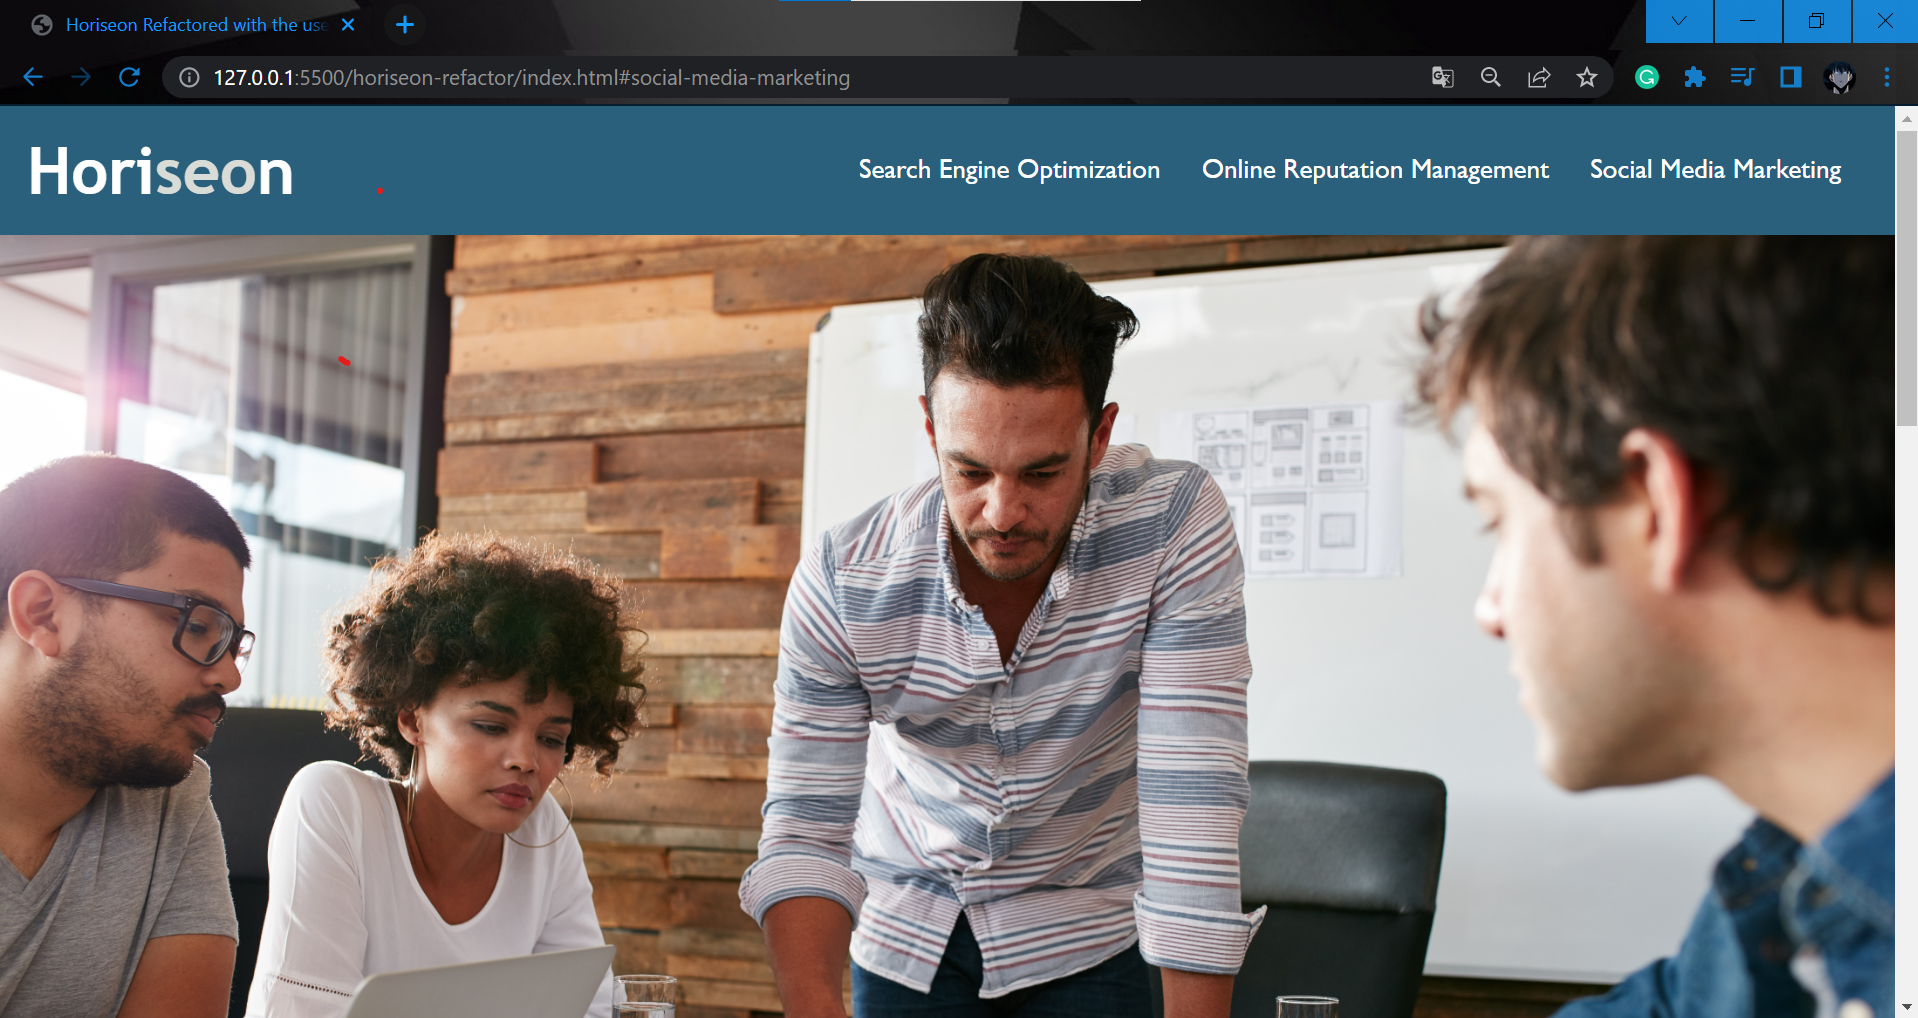 Horiseon Refactored with the use
127.0.0.1:5500/horiseon-refactor/index.html#social-media-marketing
Horiseon
Search Engine Optimization Online Reputation Management Social Media Marketing